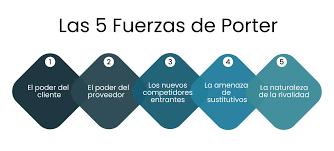 Las 5 Fuerzas de Porter
1
El poder del
cliente
2
El poder del
proveedor
3
Los nuevos
competidores
entrantes
4
La amenaza
de
sustitutivos
5
La naturaleza
de la rivalidad